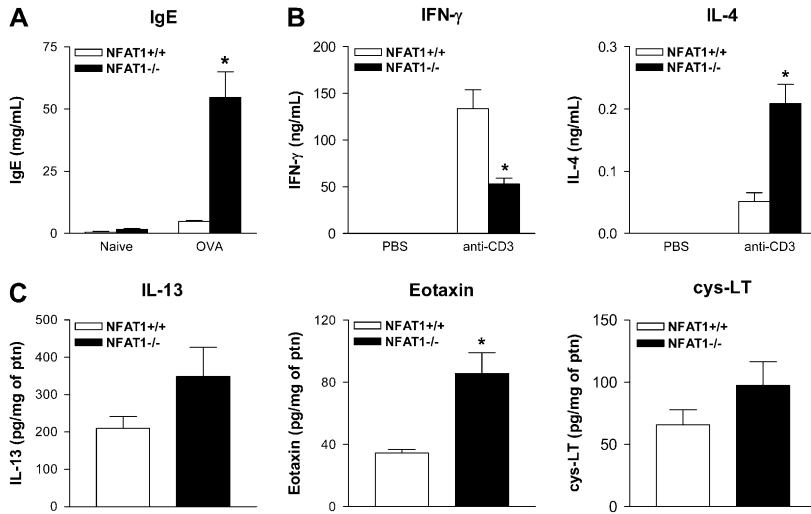 A
IgE
NFAT1+/+
NFAT1-/-
*
IgE (mg/mL)
75
50
25
0
Naive
OVA
B
IFN-γ
NFAT1+/+
NFAT1-/-
*
IFN-γ (ng/mL)
200
150
100
50
0
PBS
anti-CD3
IL-4
NFAT1+/+
NFAT1-/-
*
IL-4 (ng/mL)
0.3
0.2
0.1
0.0
PBS
anti-CD3
C
IL-13
NFAT1+/+
NFAT1-/-
IL-13 (pg/mg of ptn)
500
400
300
200
100
0
Eotaxin
NFAT1+/+
NFAT1-/-
*
Eotaxin (pg/mg of ptn)
120
80
40
0
cys-LT
NFAT1+/+
NFAT1-/-
cys-LT (pg/mg of ptn)
150
100
50
0